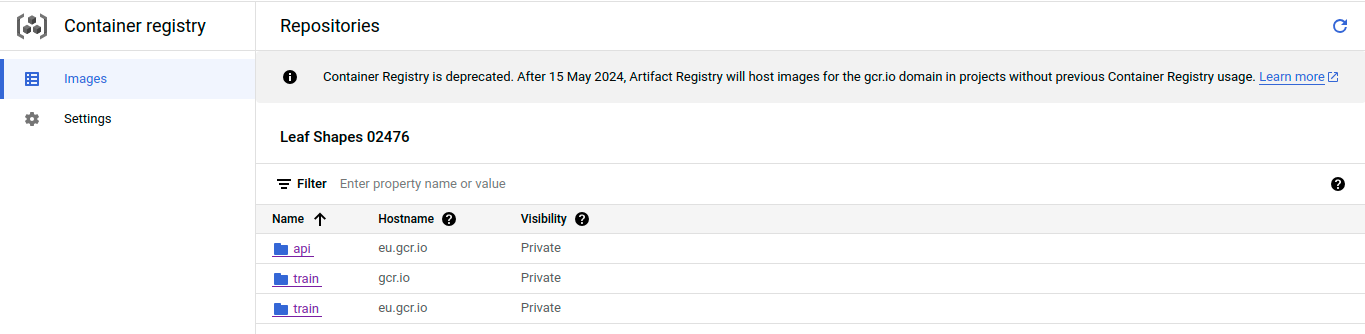 Container registry
Repositories
Images
Settings
Container Registry is deprecated. After 15 May 2024, Artifact Registry will host images for the gcr.io domain in projects without previous Container Registry usage. Learn more
Leaf Shapes 02476
Filter Enter property name or value
Name Hostname Visibility
api eu.gcr.io Private
train gcr.io Private
train eu.gcr.io Private